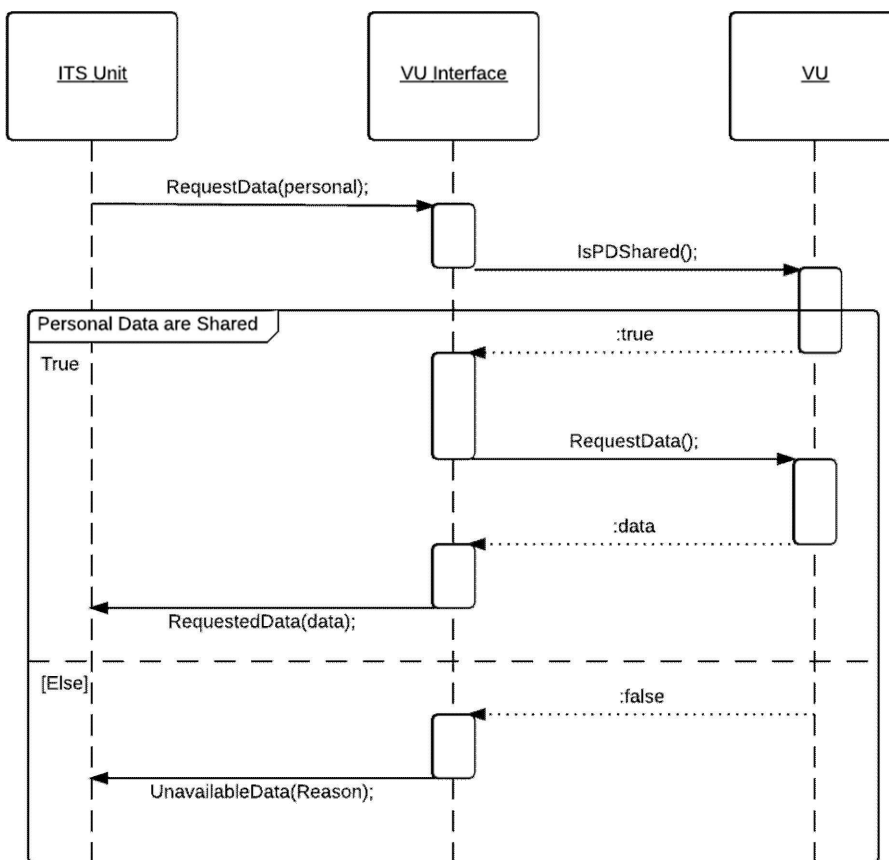 ITS Unit
VU Interface
VU
RequestData(personal);
IsPDShared();
Personal Data are Shared
:true
True
RequestData();
:data
RequestedData(data);
[Else]
:false
UnavailableData(Reason);